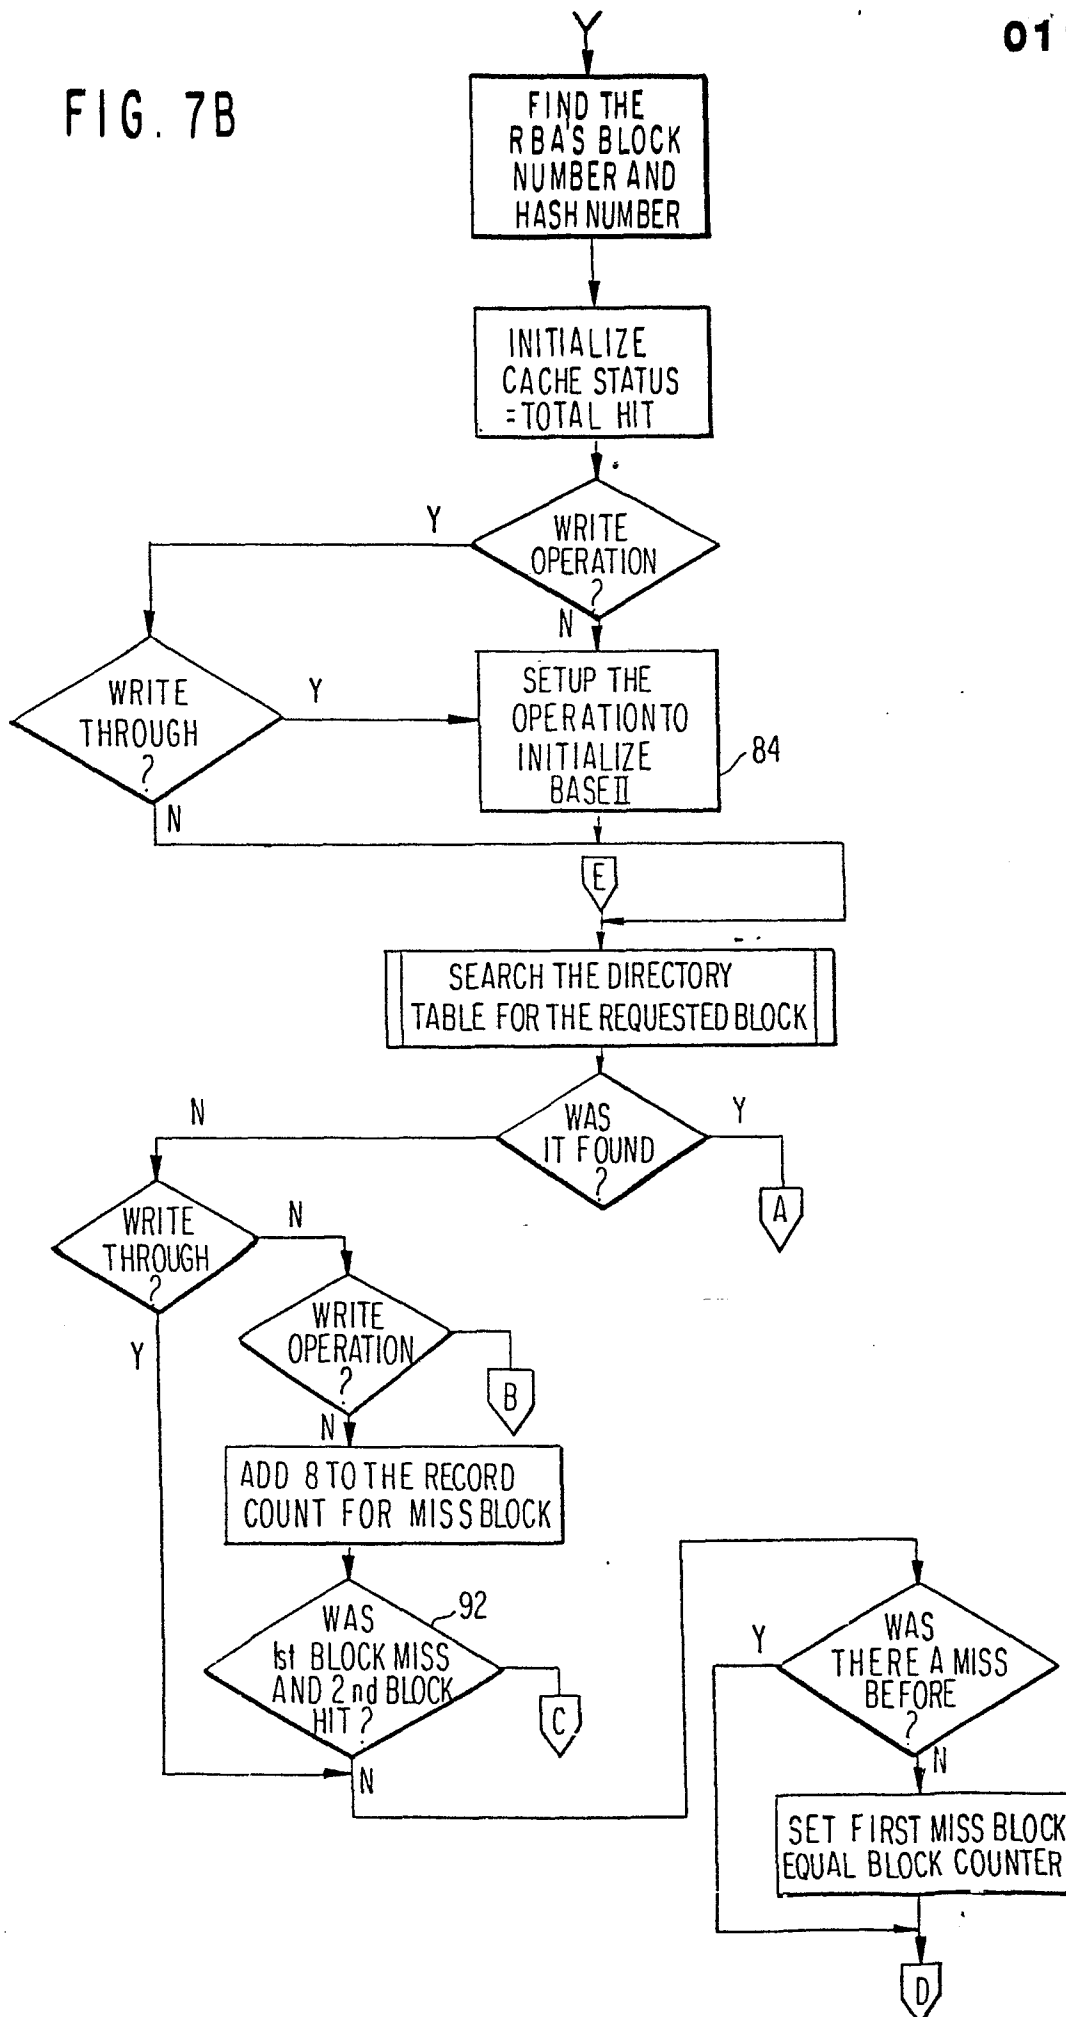 Y
01
FIG. 7B
FIND THE
RBA'S BLOCK
NUMBER AND
HASH NUMBER
INITIALIZE
CACHE STATUS
=TOTAL HIT
Y
WRITE
OPERATION
?
N
WRITE
THROUGH
?
Y
N
SETUP THE
OPERATION TO
INITIALIZE
BASE II
84
E
SEARCH THE DIRECTORY
TABLE FOR THE REQUESTED BLOCK
N
WAS
IT FOUND
?
Y
A
WRITE
THROUGH
?
N
Y
WRITE
OPERATION
?
B
N
ADD 8 TO THE RECORD
COUNT FOR MISS BLOCK
92
WAS
1st BLOCK MISS
AND 2nd BLOCK
HIT ?
C
N
WAS
THERE A MISS
BEFORE
?
Y
N
SET FIRST MISS BLOCK
EQUAL BLOCK COUNTER
D